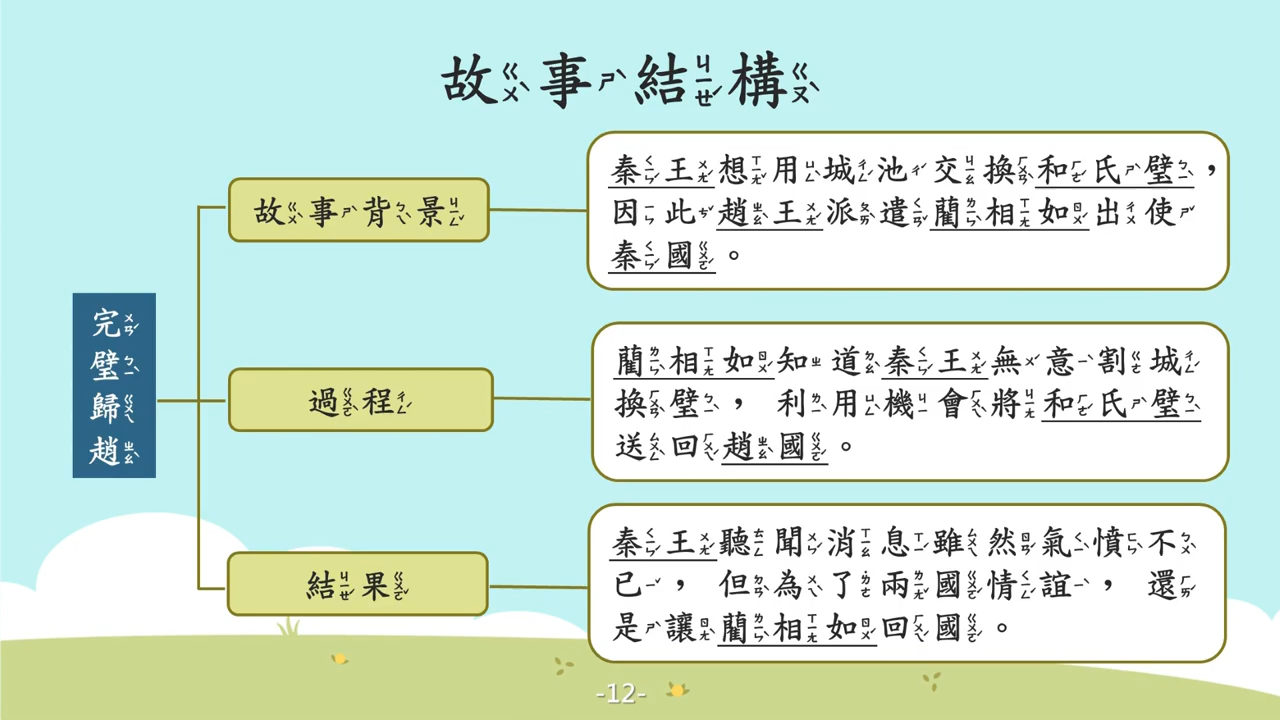 故事結構
完璧歸趙
故事背景
秦王想用城池交換和氏璧，
因此趙王派遣藺相如出使
秦國。
過程
藺相如知道秦王無意割城
換璧，利用機會將和氏璧
送回趙國。
結果
秦王聽聞消息雖然氣憤不
已，但為了兩國情誼，還
是讓藺相如回國。
-12-